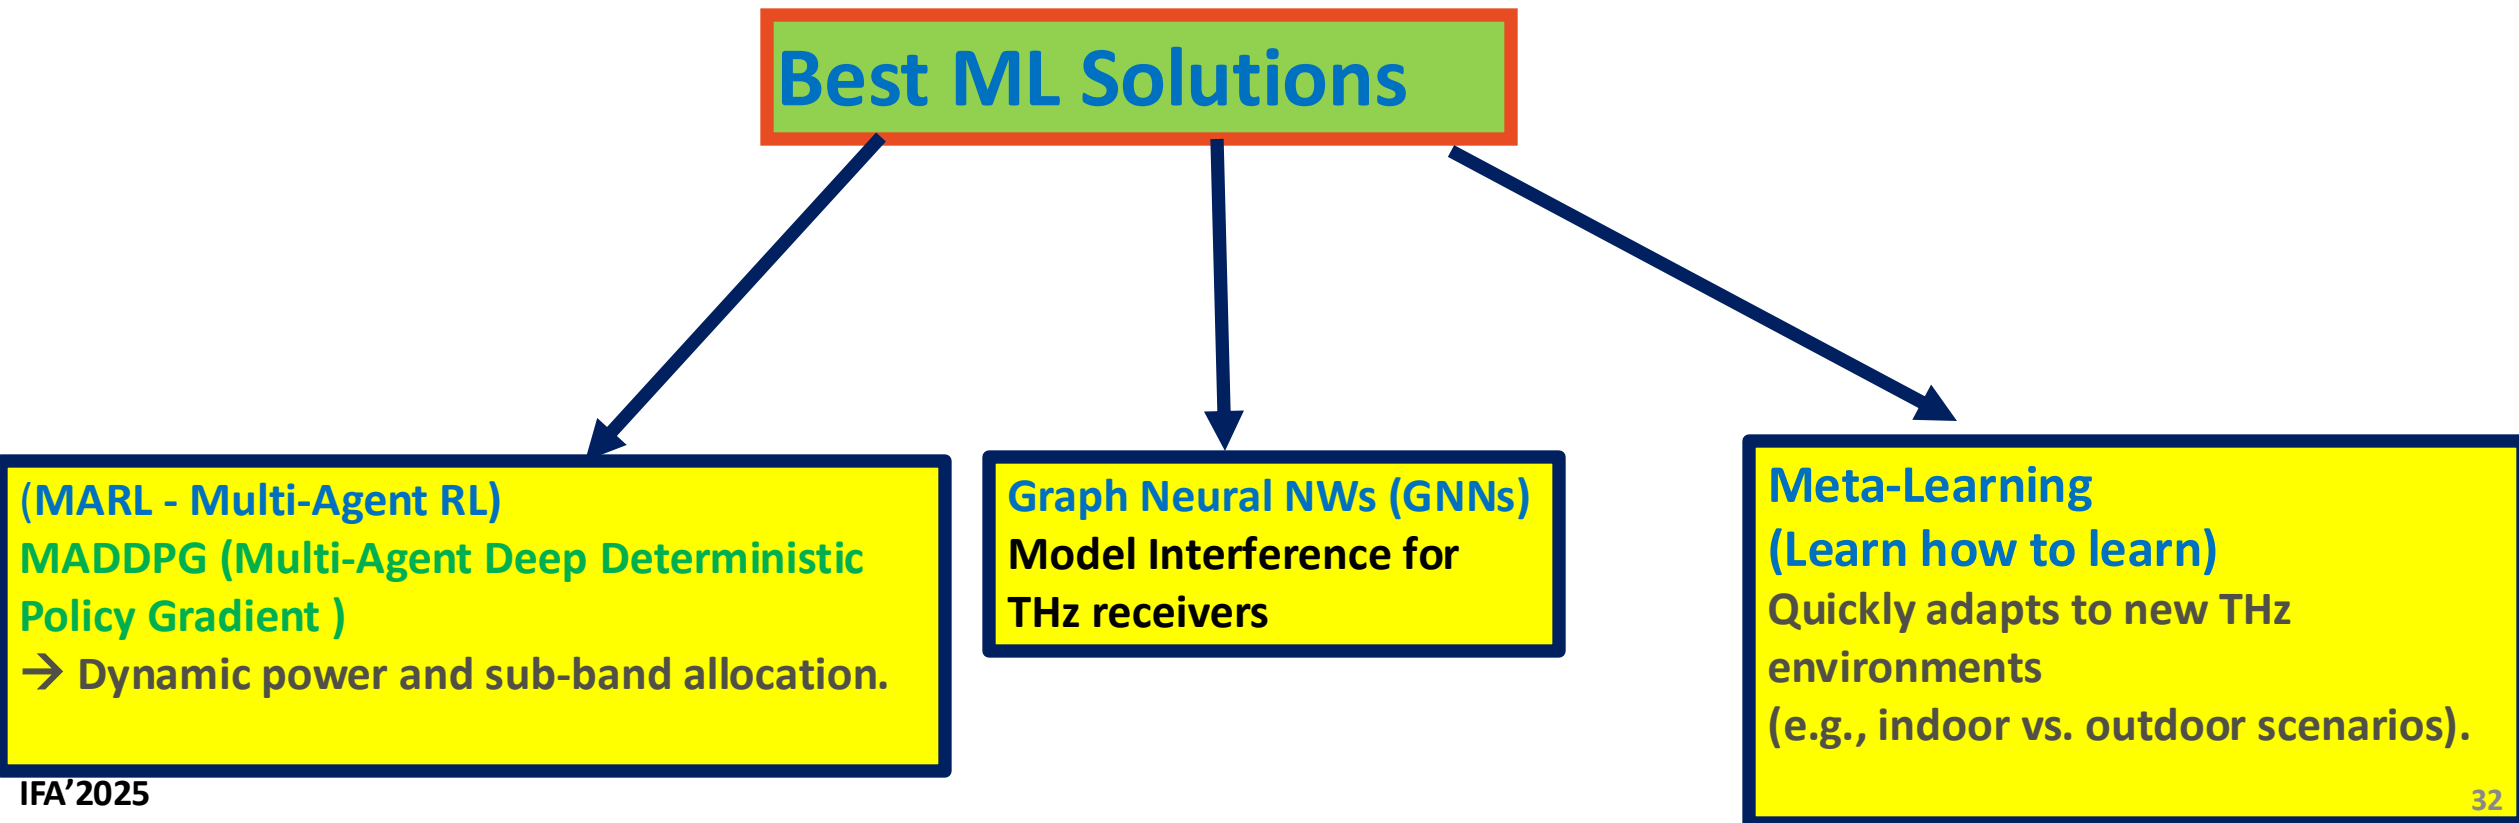 Best ML Solutions
(MARL - Multi-Agent RL)
MADDPG (Multi-Agent Deep Deterministic
Policy Gradient )
→ Dynamic power and sub-band allocation.
Graph Neural NWs (GNNs)
Model Interference for
THz receivers
Meta-Learning
(Learn how to learn)
Quickly adapts to new THz
environments
(e.g., indoor vs. outdoor scenarios).
IFA’2025
32